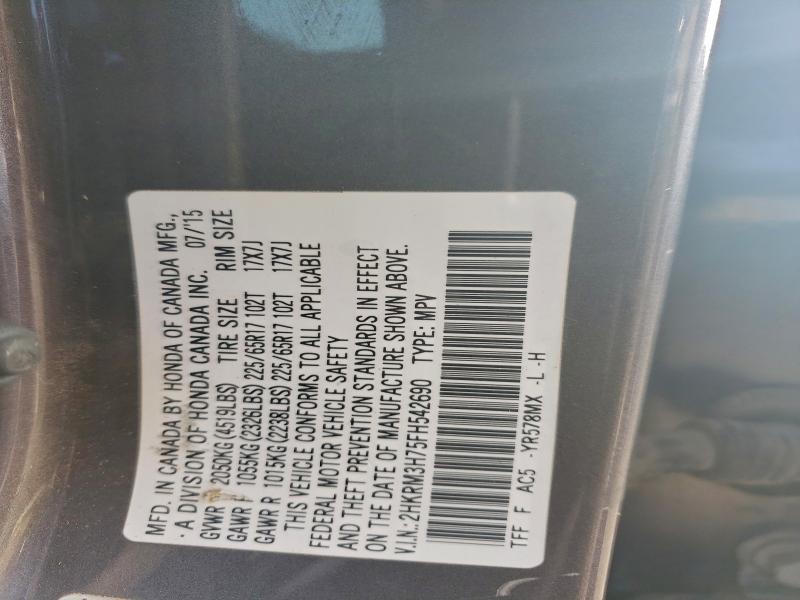 MFD. IN CANADA BY HONDA OF CANADA MFG.,
A DIVISION OF HONDA CANADA INC. 07/'15
GVWR 2050KG(4519LBS) TIRE SIZE RIM SIZE
GAWR F 1055KG(2326LBS)225/65R17 102T 17X7J
GAWR R 1015KG(2238LBS)225/65R17 102T 17X7J
THIS VEHICLE CONFORMS TO ALL APPLICABLE
FEDERAL MOTOR VEHICLE SAFETY
AND THEFT PREVENTION STANDARDS IN EFFECT
ON THE DATE OF MANUFACTURE SHOWN ABOVE.
V.I.N.:2HKRM3H75FH542690 TYPE: MPV
TFF F AC5 -YR578MX -L -H